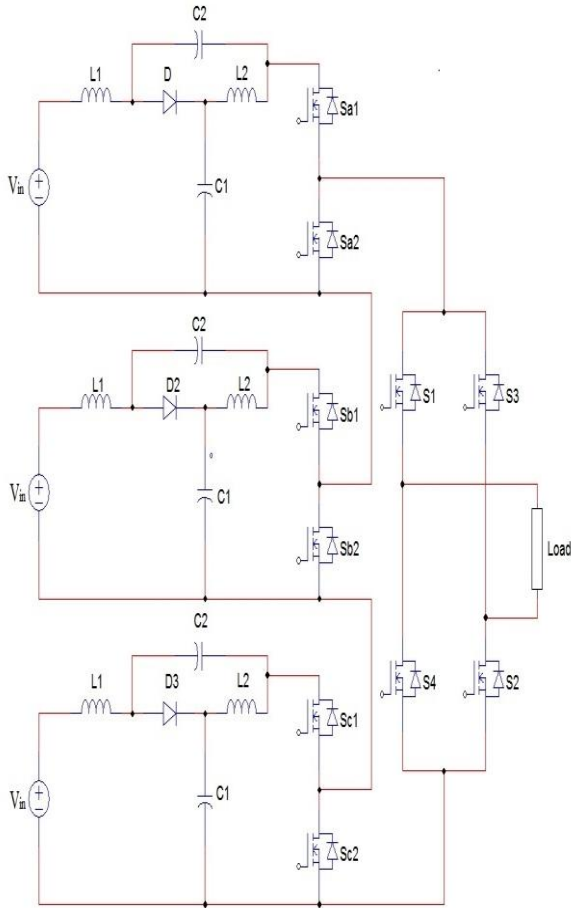 C2
L1
D
L2
Sa1
Vin
C1
Sa2
C2
L1
D2
L2
Sb1
S1
S3
Vin
C1
Sb2
Load
C2
L1
D3
L2
Sc1
S4
S2
Vin
C1
Sc2